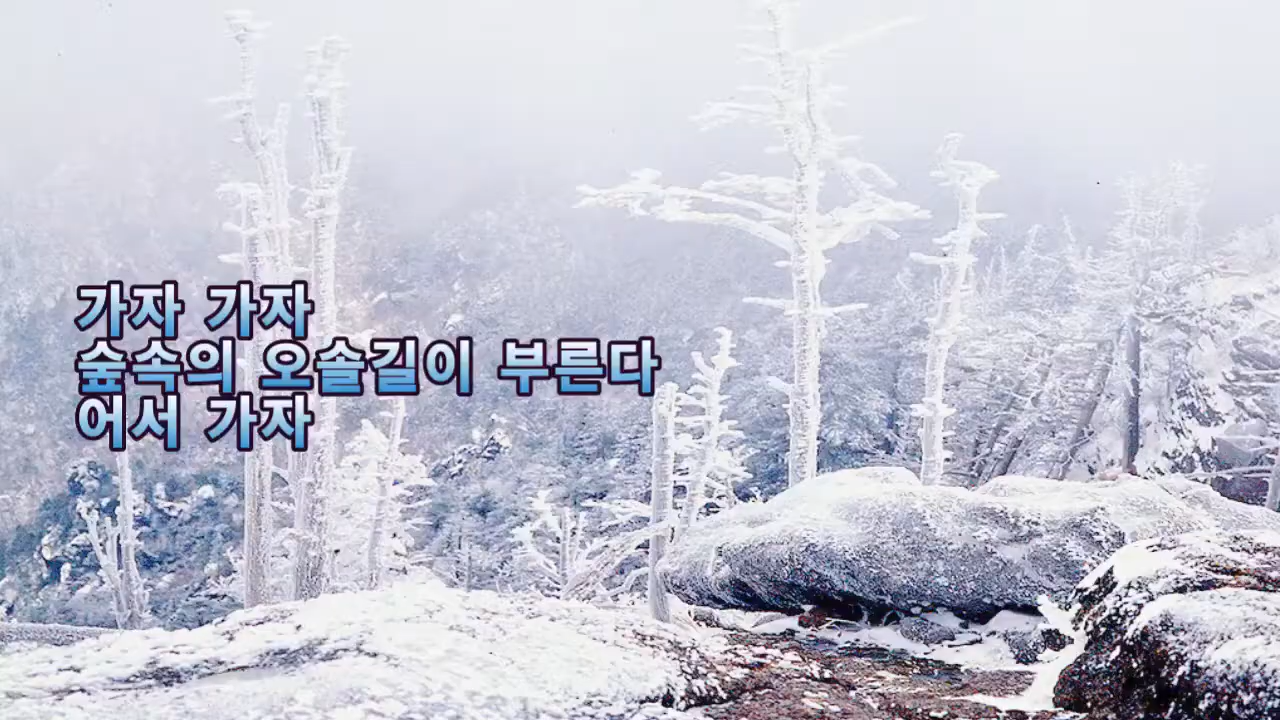 가자 가자
숲속의 오솔길이 부른다
어서 가자